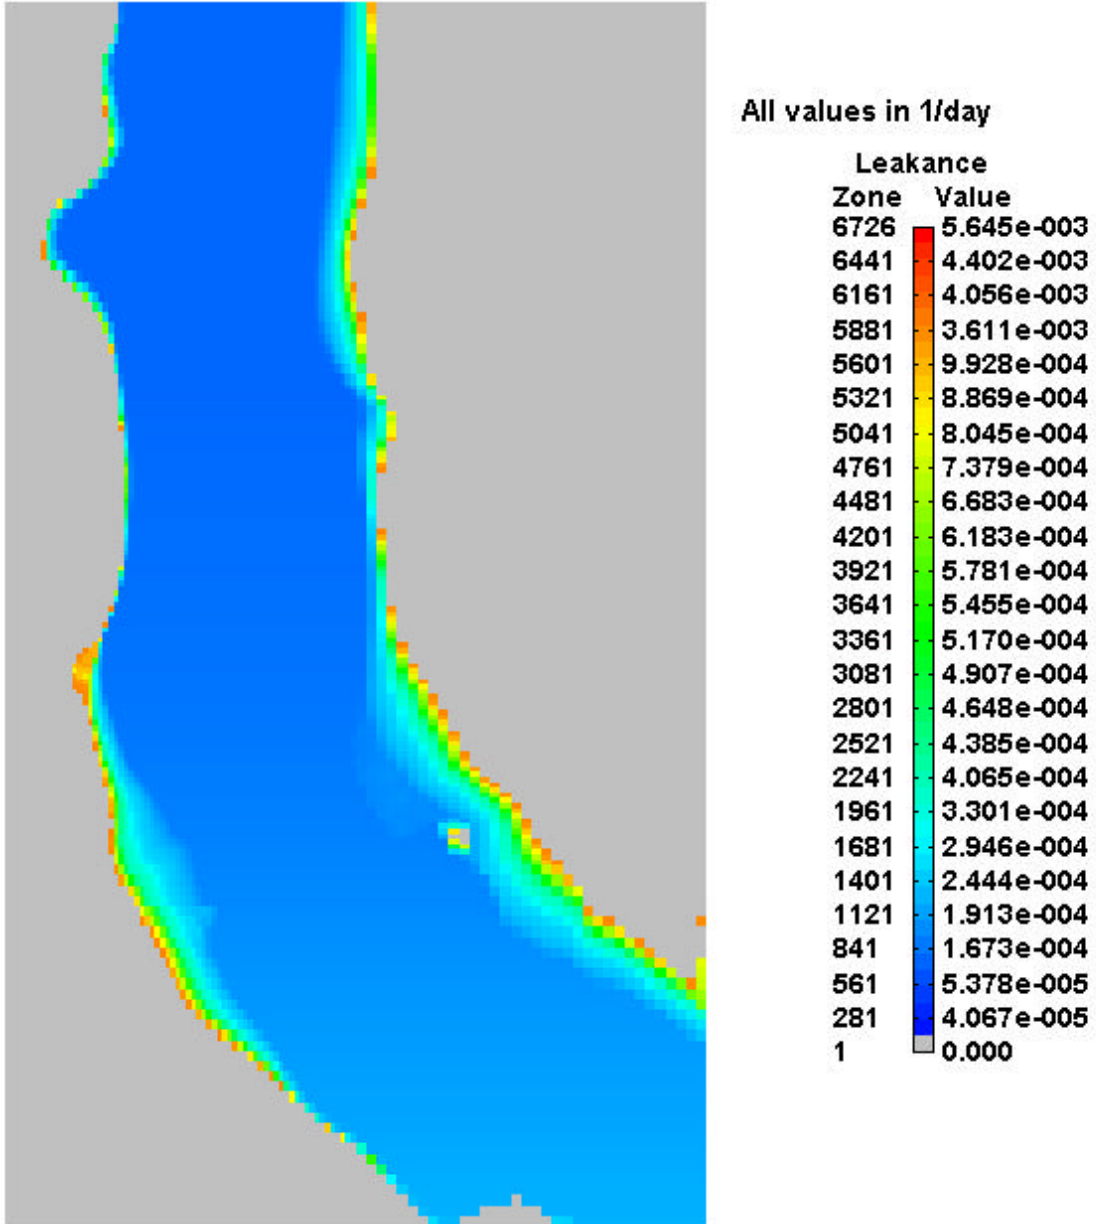 All values in 1/day
Leakance
Zone Value
6726 5.645e-003
6441 4.402e-003
6161 4.056e-003
5881 3.611e-003
5601 9.928e-004
5321 8.869e-004
5041 8.045e-004
4761 7.379e-004
4481 6.683e-004
4201 6.183e-004
3921 5.781e-004
3641 5.455e-004
3361 5.170e-004
3081 4.907e-004
2801 4.648e-004
2521 4.385e-004
2241 4.065e-004
1961 3.301e-004
1681 2.946e-004
1401 2.444e-004
1121 1.913e-004
841 1.673e-004
561 5.378e-005
281 4.067e-005
1 0.000